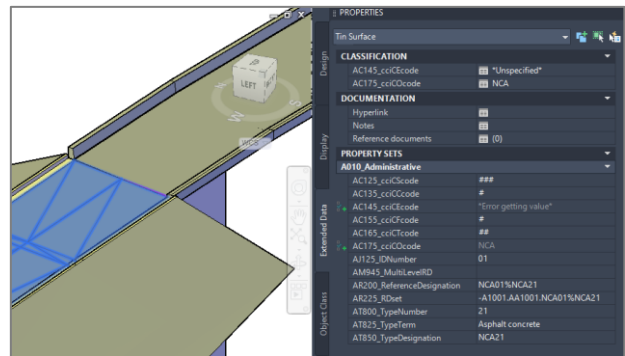 PROPERTIES
Tin Surface
CLASSIFICATION
AC145_cciCEcode *Unspecified*
AC175_cciCOcode NCA
DOCUMENTATION
Hyperlink
Notes
Reference documents (0)
PROPERTY SETS
A010_Administrative
AC125_cciCScode ###
AC135_cciCCcode #
AC145_cciCEcode *Error getting value*
AC155_cciCFcode #
AC165_cciCTcode ##
AC175_cciCOcode NCA
AJ125_IDNumber 01
AM945_MultiLevelRD
AR200_ReferenceDesignation NCA01%NCA21
AR225_RDset -A1001.AA1001.NCA01%NCA21
AT800_TypeNumber 21
AT825_TypeTerm Asphalt concrete
AT850_TypeDesignation NCA21
Design
Display
Extended Data
Object Class
LEFT
W
S
WCS